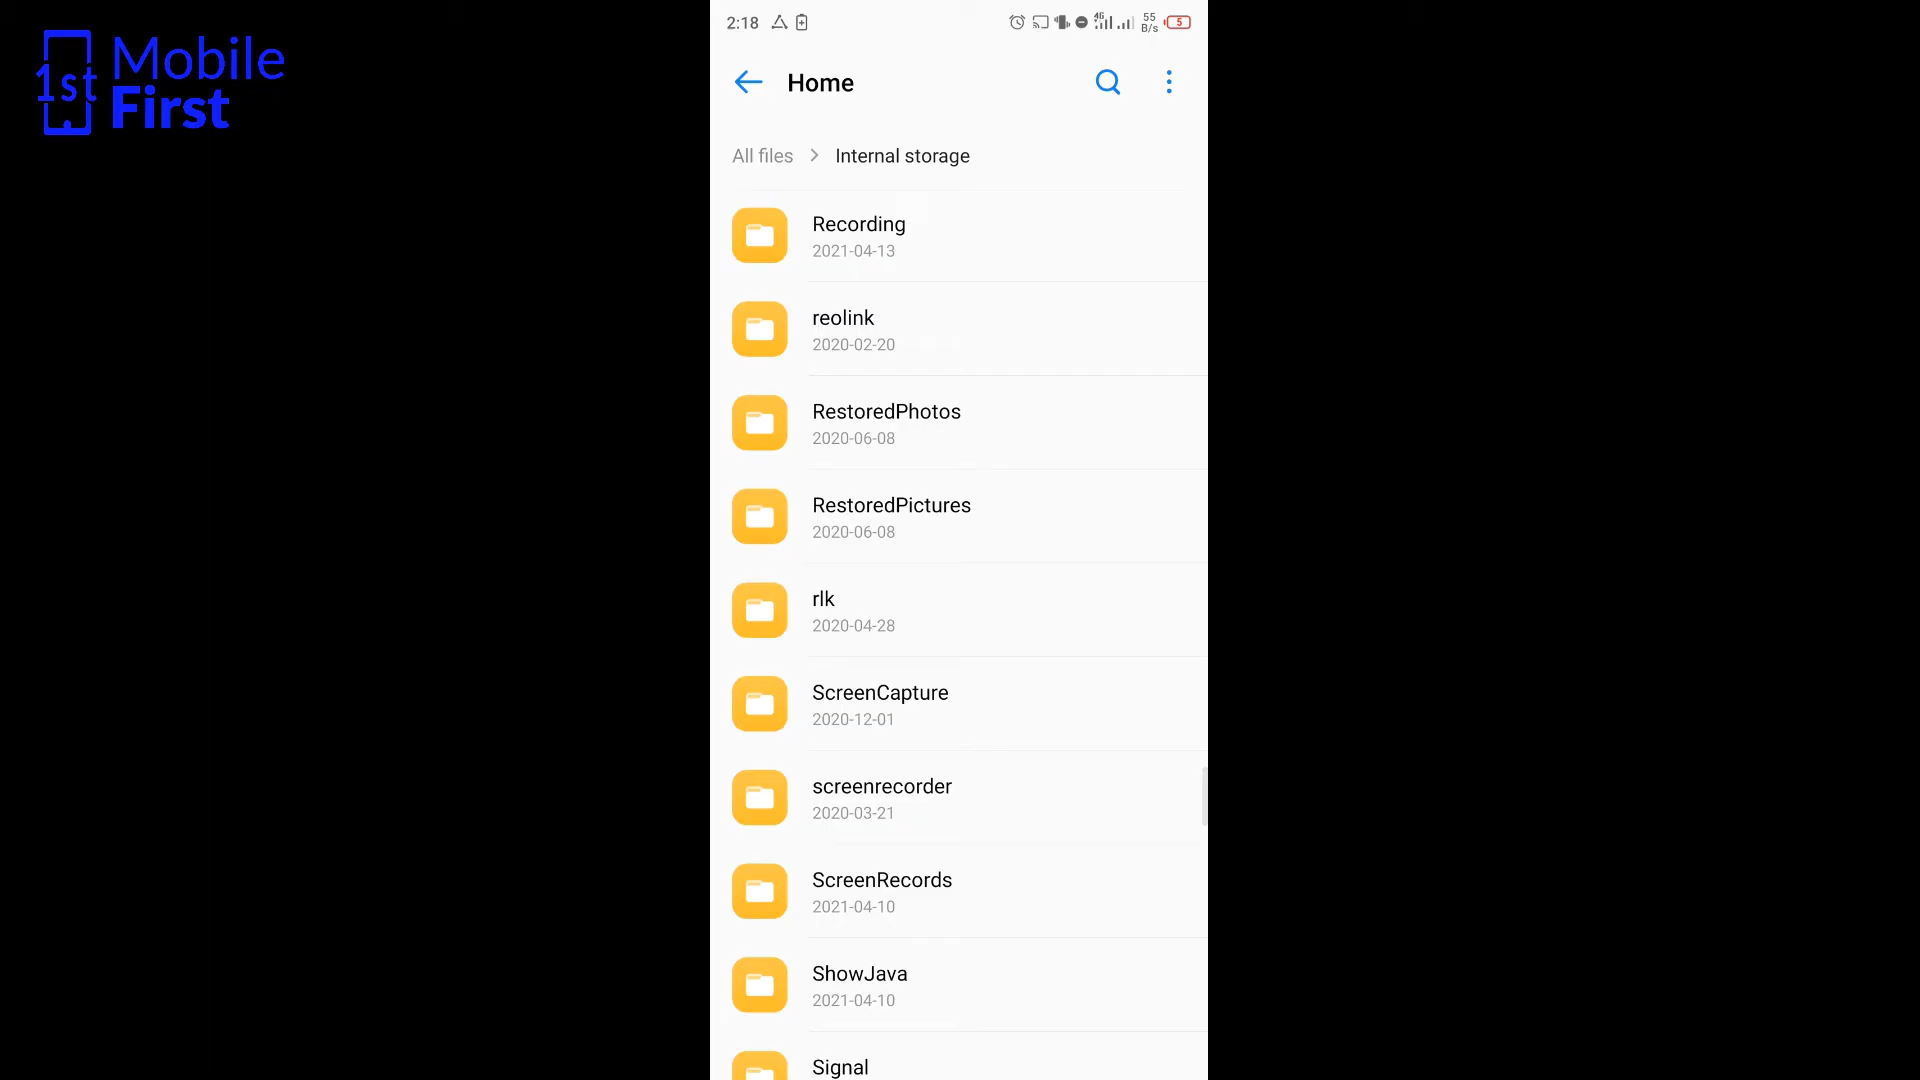 1st Mobile
First
2:18 4G 55 B/s 5
Home
All files > Internal storage
Recording
2021-04-13
reolink
2020-02-20
RestoredPhotos
2020-06-08
RestoredPictures
2020-06-08
rlk
2020-04-28
ScreenCapture
2020-12-01
screenrecorder
2020-03-21
ScreenRecords
2021-04-10
ShowJava
2021-04-10
Signal